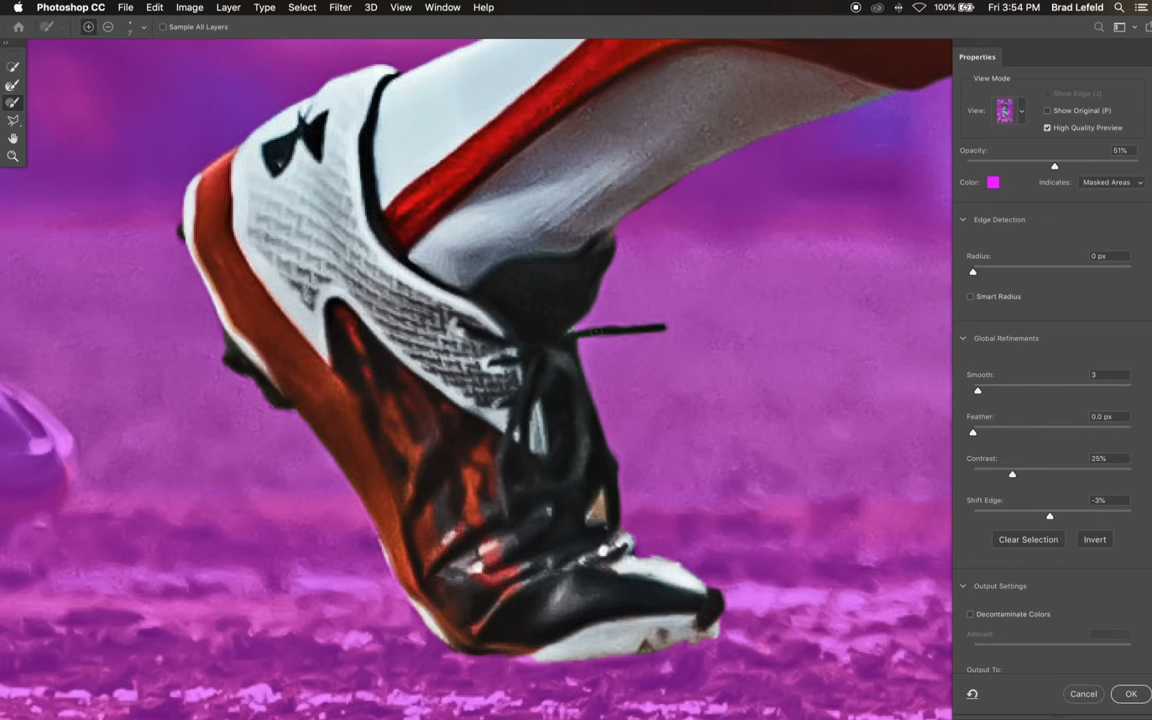 Photoshop CC File Edit Image Layer Type Select Filter 3D View Window Help 100% Fri 3:54 PM Brad Lefeld
7 Sample All Layers
Properties
View Mode
Show Edge (J)
View: Show Original (P)
High Quality Preview
Opacity: 51%
Color: Indicates: Masked Areas
Edge Detection
Radius: 0 px
Smart Radius
Global Refinements
Smooth: 3
Feather: 0.0 px
Contrast: 25%
Shift Edge: -3%
Clear Selection Invert
Output Settings
Decontaminate Colors
Amount:
Output To:
Cancel OK